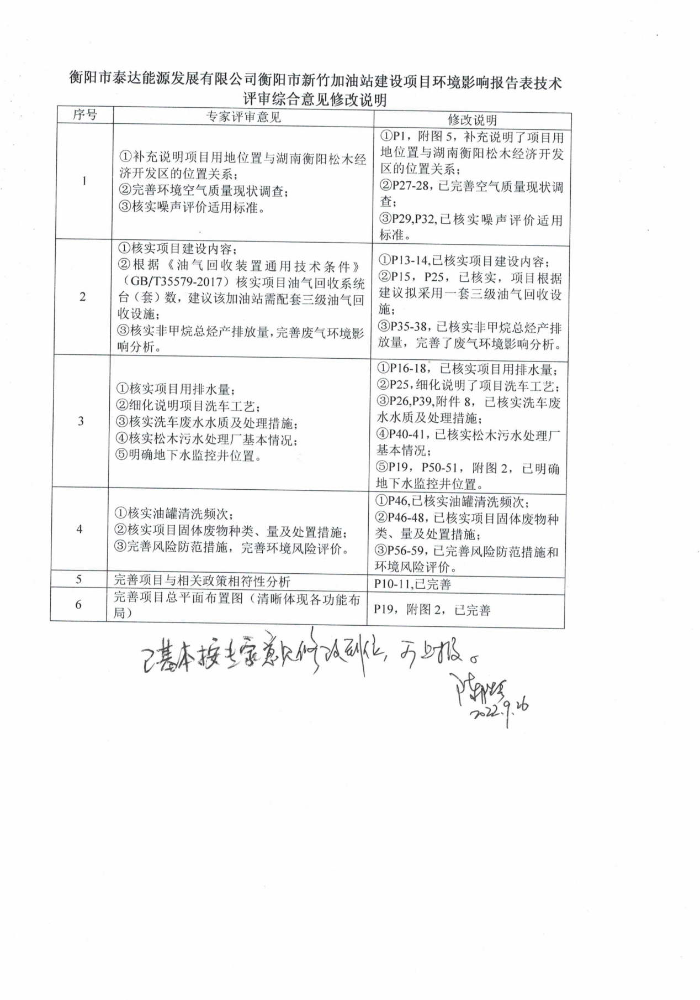 衡阳市泰达能源发展有限公司衡阳市新竹加油站建设项目环境影响报告表技术
评审综合意见修改说明
序号
专家评审意见
修改说明
1
①补充说明项目用地位置与湖南衡阳松木经
济开发区的位置关系；
②完善环境空气质量现状调查；
③核实噪声评价适用标准。
①P1，附图 5，补充说明了项目用
地位置与湖南衡阳松木经济开发
区的位置关系；
②P27-28，已完善空气质量现状调
查；
③P29,P32,已核实噪声评价适用
标准。
2
①核实项目建设内容；
②根据《油气回收装置通用技术条件》
（GB/T35579-2017）核实项目油气回收系统
台（套）数，建议该加油站需配套三级油气回
收设施；
③核实非甲烷总烃产排放量，完善废气环境影
响分析。
①P13-14,已核实项目建设内容；
②P15，P25，已核实，项目根据
建议拟采用一套三级油气回收设
施；
③P35-38，已核实非甲烷总烃产排
放量，完善了废气环境影响分析。
3
①核实项目用排水量；
②细化说明项目洗车工艺；
③核实洗车废水水质及处理措施；
④核实松木污水处理厂基本情况；
⑤明确地下水监控井位置。
①P16-18，已核实项目用排水量；
②P25,细化说明了项目洗车工艺；
③P26,P39,附件 8，已核实洗车废
水水质及处理措施；
④P40-41，已核实松木污水处理厂
基本情况；
⑤P19，P50-51，附图 2，已明确
地下水监控井位置。
4
①核实油罐清洗频次；
②核实项目固体废物种类、量及处置措施；
③完善风险防范措施，完善环境风险评价。
①P46,已核实油罐清洗频次；
②P46-48，已核实项目固体废物种
类、量及处置措施；
③P56-59，已完善风险防范措施和
环境风险评价。
5
完善项目与相关政策相符性分析
P10-11,已完善
6
完善项目总平面布置图（清晰体现各功能布
局）
P19，附图 2，已完善
已基本按专家意见修改到位，可上报。
2022.9.26